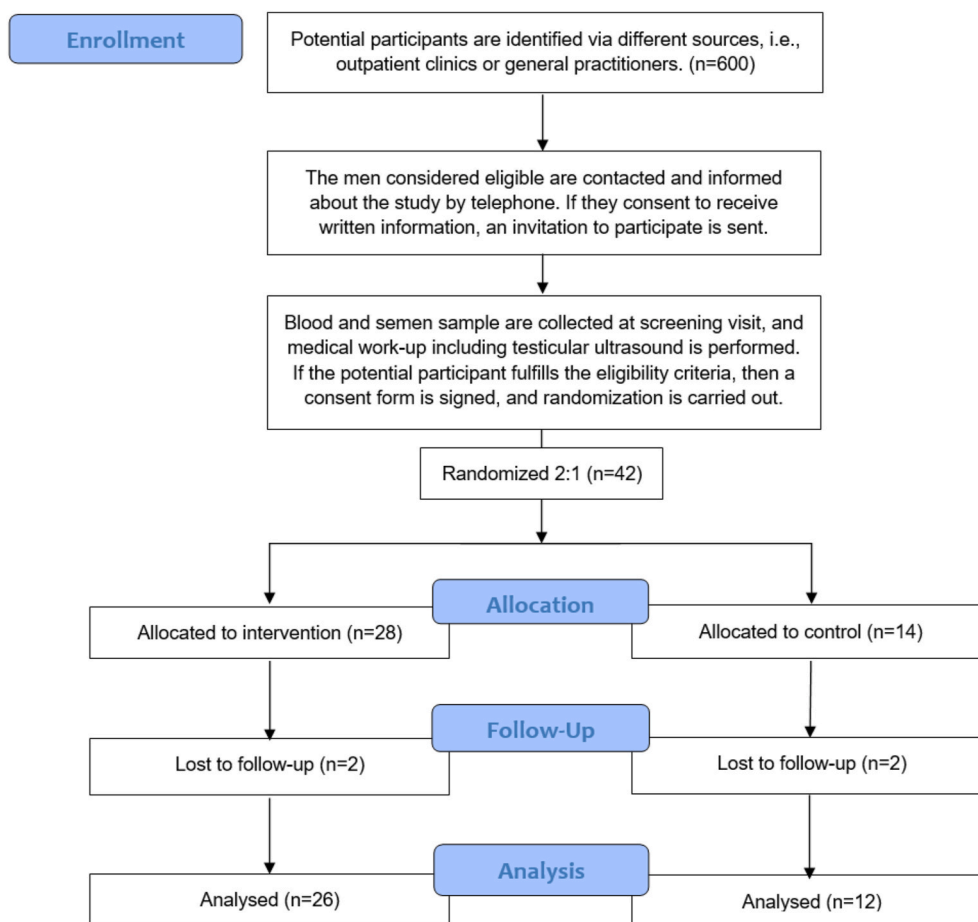 Enrollment
Potential participants are identified via different sources, i.e.,
outpatient clinics or general practitioners. (n=600)
The men considered eligible are contacted and informed
about the study by telephone. If they consent to receive
written information, an invitation to participate is sent.
Blood and semen sample are collected at screening visit, and
medical work-up including testicular ultrasound is performed.
If the potential participant fulfills the eligibility criteria, then a
consent form is signed, and randomization is carried out.
Randomized 2:1 (n=42)
Allocation
Allocated to intervention (n=28)
Allocated to control (n=14)
Follow-Up
Lost to follow-up (n=2)
Lost to follow-up (n=2)
Analysis
Analysed (n=26)
Analysed (n=12)